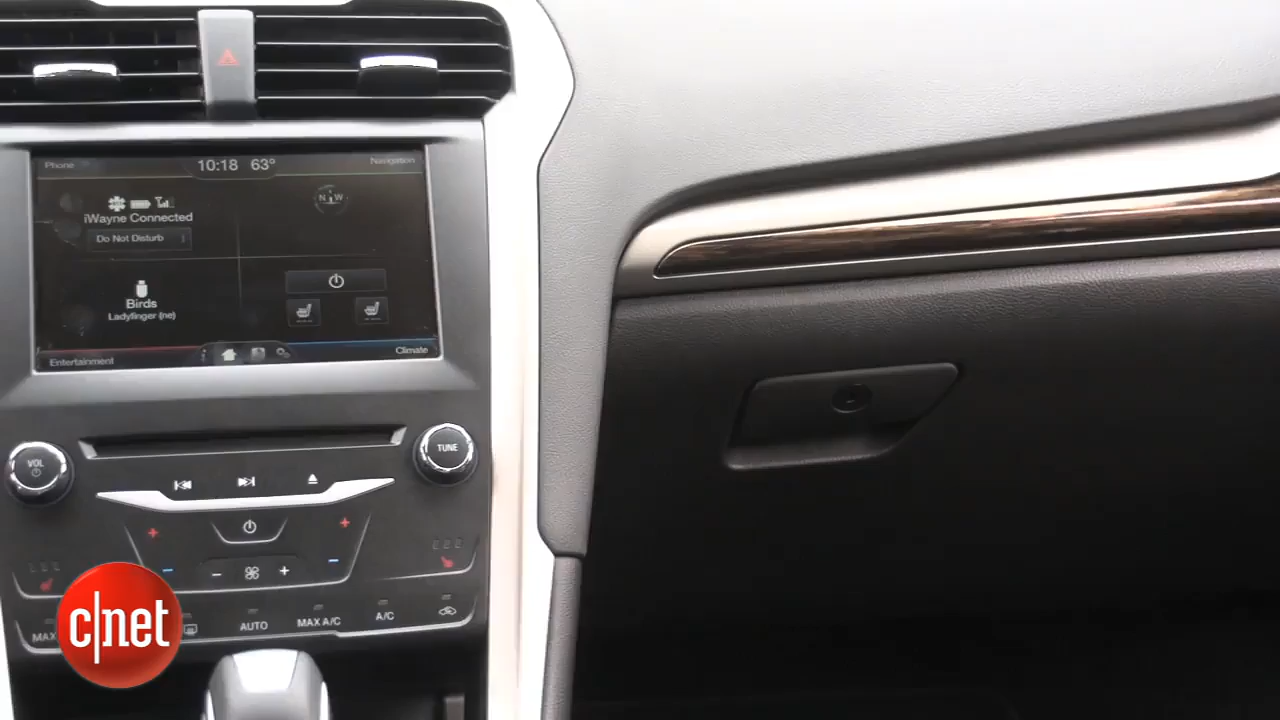 Phone
10:18 63°
Navigation
N W
iWayne Connected
Do Not Disturb
Birds
Ladyfinger (ne)
Entertainment
Climate
VOL
TUNE
MAX
AUTO
MAX A/C
A/C
c|net